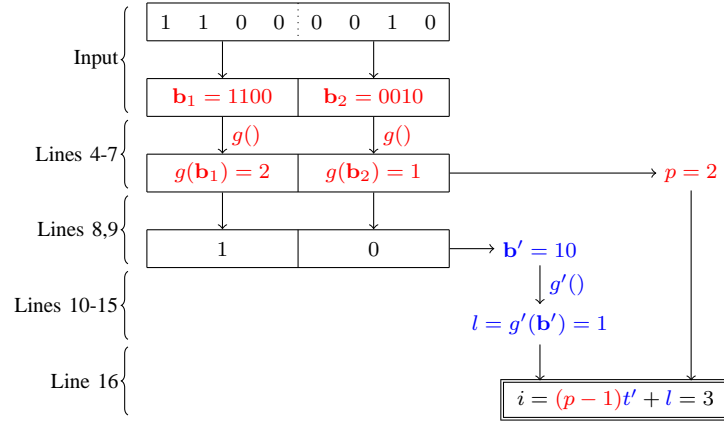 1 1 0 0 0 0 1 0
Input
b₁ = 1100 b₂ = 0010
g() g()
Lines 4-7
g(b₁) = 2 g(b₂) = 1 p = 2
Lines 8,9
1 0 b′ = 10
g′()
Lines 10-15
l = g′(b′) = 1
Line 16
i = (p − 1)t′ + l = 3